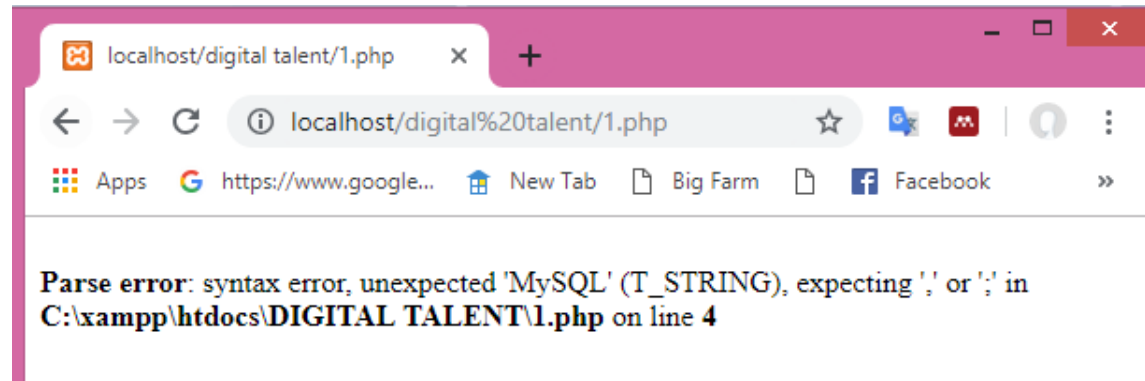 localhost/digital talent/1.php
localhost/digital%20talent/1.php
Apps https://www.google... New Tab Big Farm Facebook »
Parse error: syntax error, unexpected 'MySQL' (T_STRING), expecting ',' or ';' in
C:\xampp\htdocs\DIGITAL TALENT\1.php on line 4